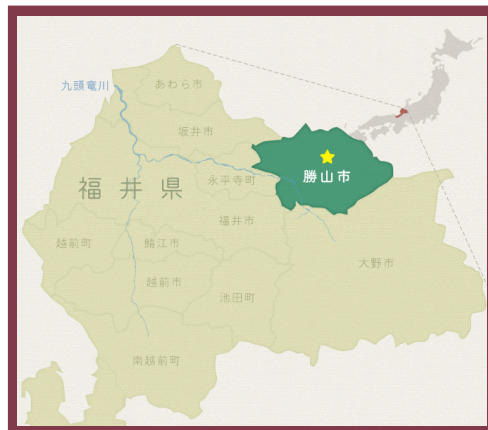 九頭竜川
あわら市
坂井市
勝山市
福井県
永平寺町
福井市
越前町
鯖江市
大野市
越前市
池田町
南越前町